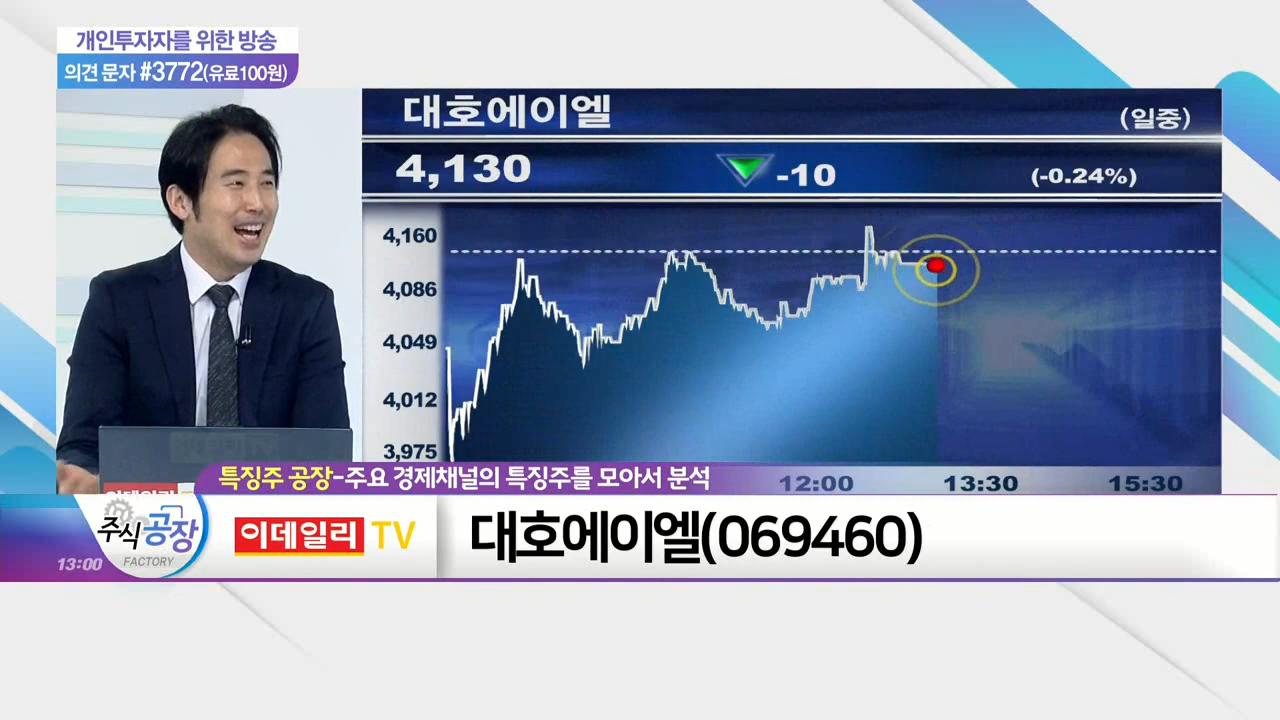 개인투자자를 위한 방송
의견 문자 #3772(유료100원)
대호에이엘
(일중)
4,130 -10 (-0.24%)
4,160
4,086
4,049
4,012
3,975
12:00 13:30 15:30
특징주 공장-주요 경제채널의 특징주를 모아서 분석
주식공장
FACTORY
13:00
이데일리 TV
대호에이엘(069460)